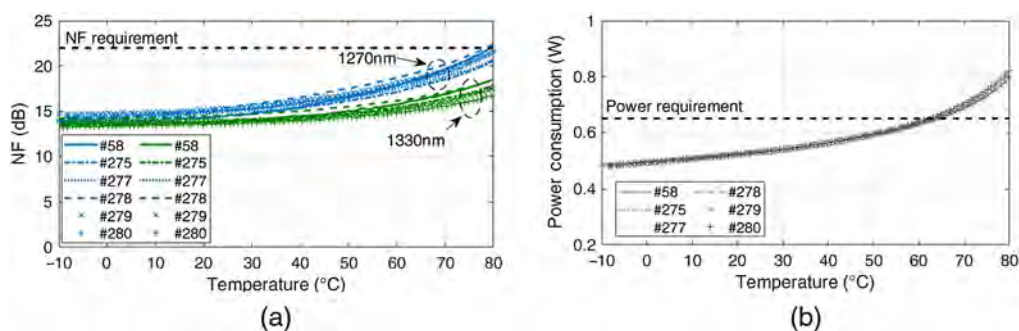 NF requirement
1270nm
1330nm
NF (dB)
25
20
15
10
5
0
#58 #58
#275 #275
#277 #277
#278 #278
#279 #279
#280 #280
−10 0 10 20 30 40 50 60 70 80
Temperature (°C)
(a)
Power consumption (W)
1
0.8
0.6
0.4
0.2
Power requirement
#58 #278
#275 #279
#277 #280
−10 0 10 20 30 40 50 60 70 80
Temperature (°C)
(b)